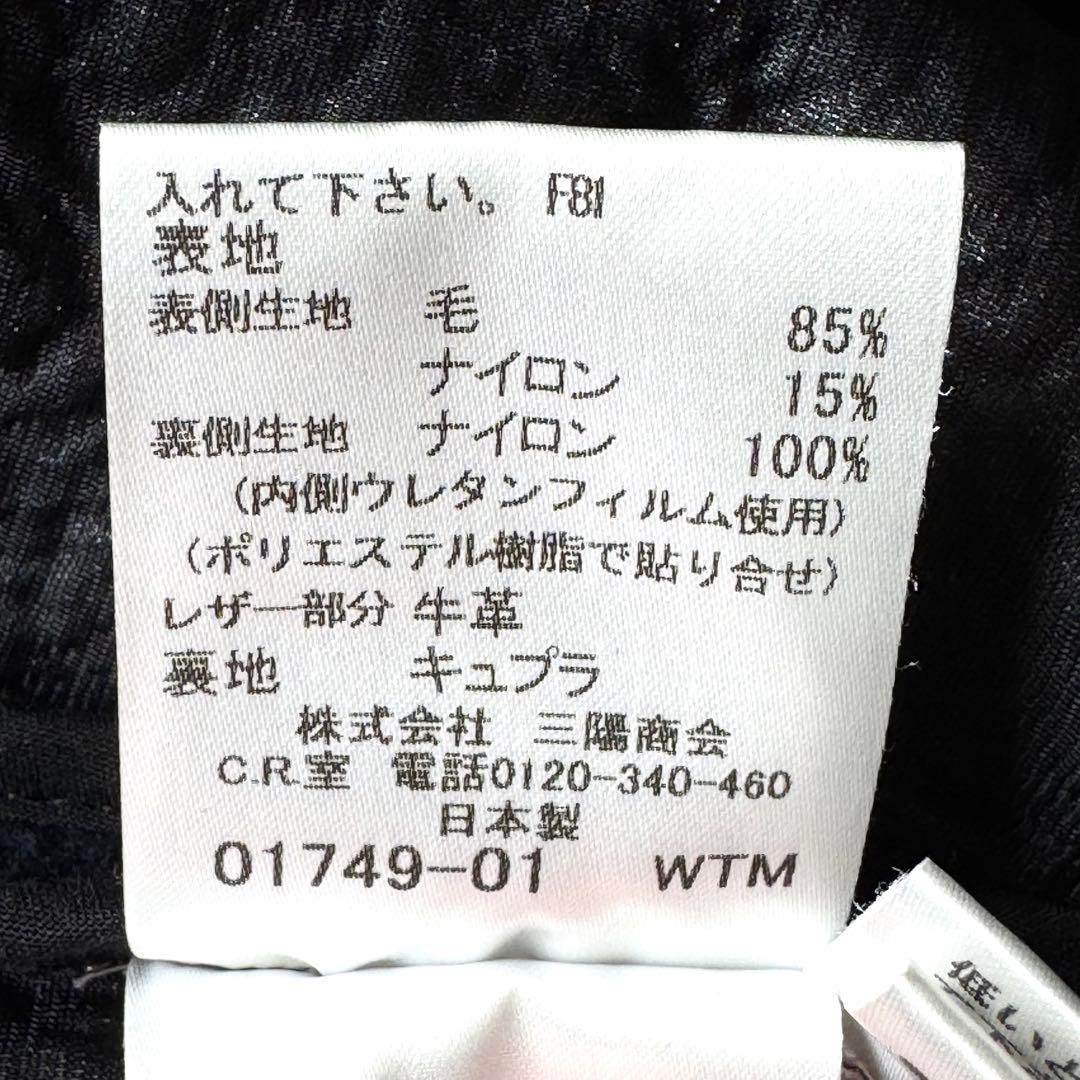 入れて下さい。 F81
表地
表側生地 毛 85%
ナイロン 15%
裏側生地 ナイロン 100%
(内側ウレタンフィルム使用)
(ポリエステル樹脂で貼り合せ)
レザー部分 牛革
裏地 キュプラ
株式会社 三陽商会
C.R.室 電話0120-340-460
日本製
01749-01 WTM
低い